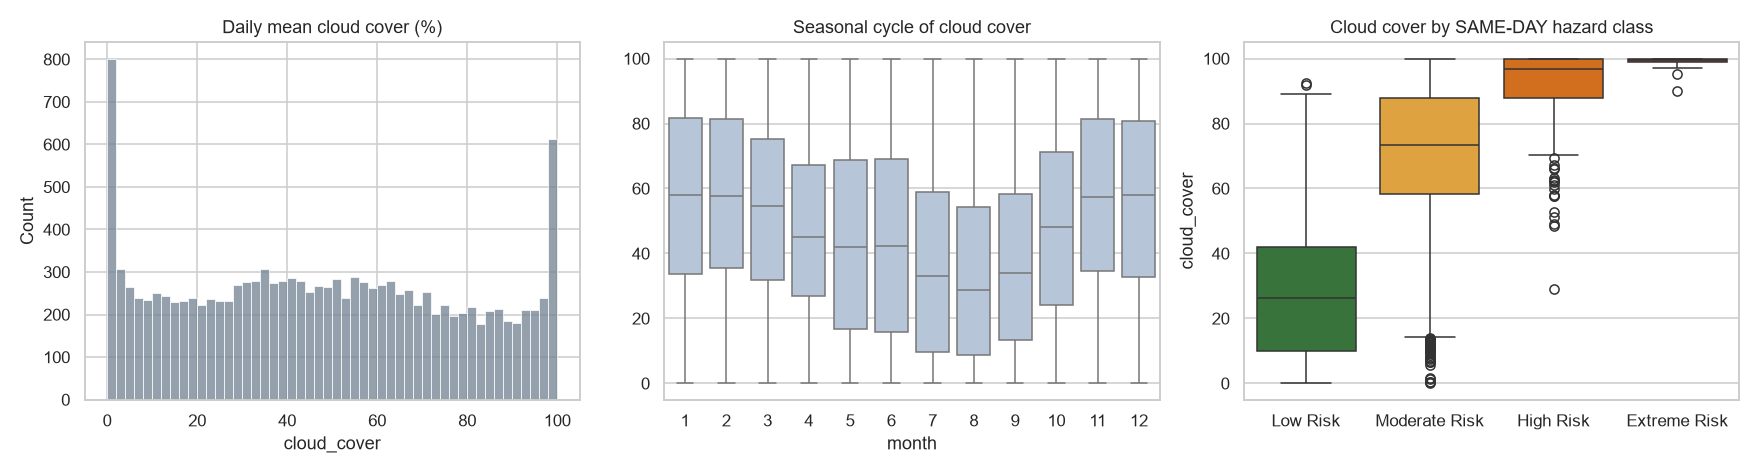 Daily mean cloud cover (%)
Count
800
700
600
500
400
300
200
100
0
0 20 40 60 80 100
cloud_cover
Seasonal cycle of cloud cover
100
80
60
40
20
0
1 2 3 4 5 6 7 8 9 10 11 12
month
Cloud cover by SAME-DAY hazard class
cloud_cover
100
80
60
40
20
0
Low Risk Moderate Risk High Risk Extreme Risk